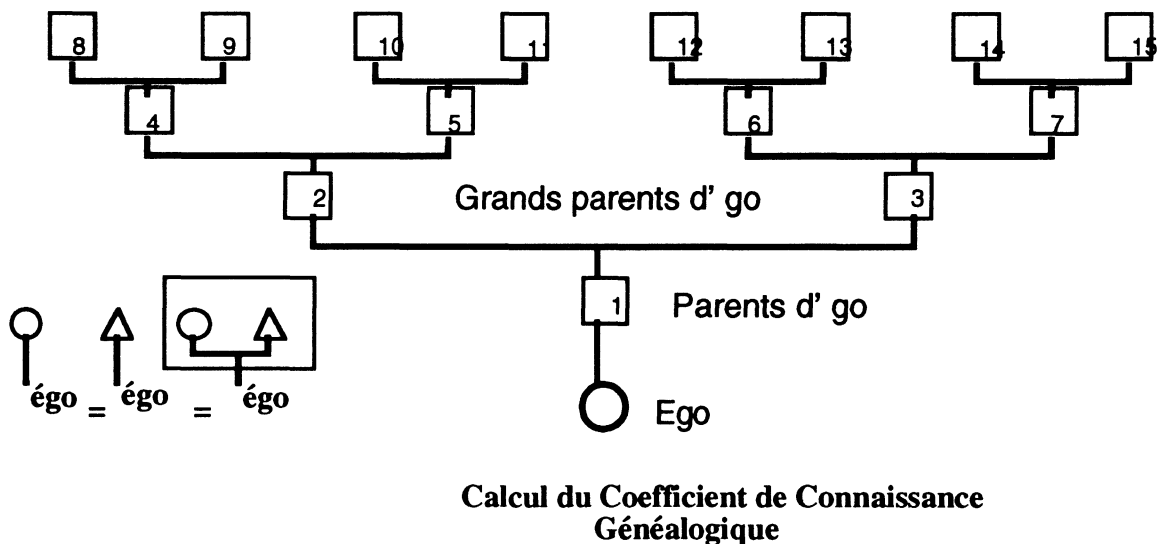 8 9 10 11 12 13 14 15
4 5 6 7
2 Grands parents d' go 3
1 Parents d' go
égo = égo = égo
Ego
Calcul du Coefficient de Connaissance
Généalogique